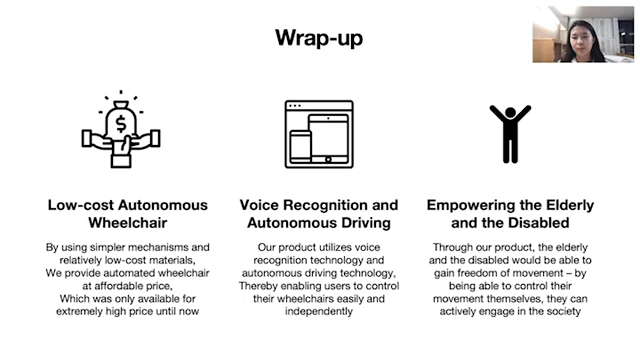 Wrap-up
$
Low-cost Autonomous
Wheelchair
By using simpler mechanisms and
relatively low-cost materials,
We provide automated wheelchair
at affordable price,
Which was only available for
extremely high price until now
Voice Recognition and
Autonomous Driving
Our product utilizes voice
recognition technology and
autonomous driving technology,
Thereby enabling users to control
their wheelchairs easily and
independently
Empowering the Elderly
and the Disabled
Through our product, the elderly
and the disabled would be able to
gain freedom of movement – by
being able to control their
movement themselves, they can
actively engage in the society